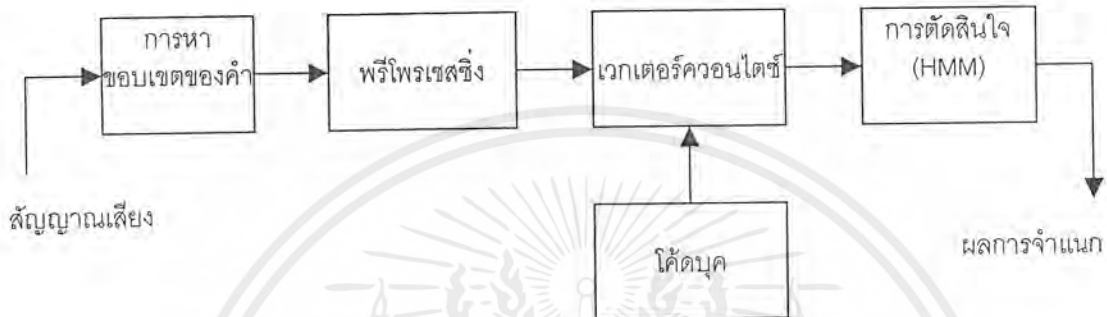 การหา
ขอบเขตของคำ
พรีโพรเซสซิ่ง
เวกเตอร์ควอนไตซ์
การตัดสินใจ
(HMM)
สัญญาณเสียง
โค้ดบุค
ผลการจำแนก